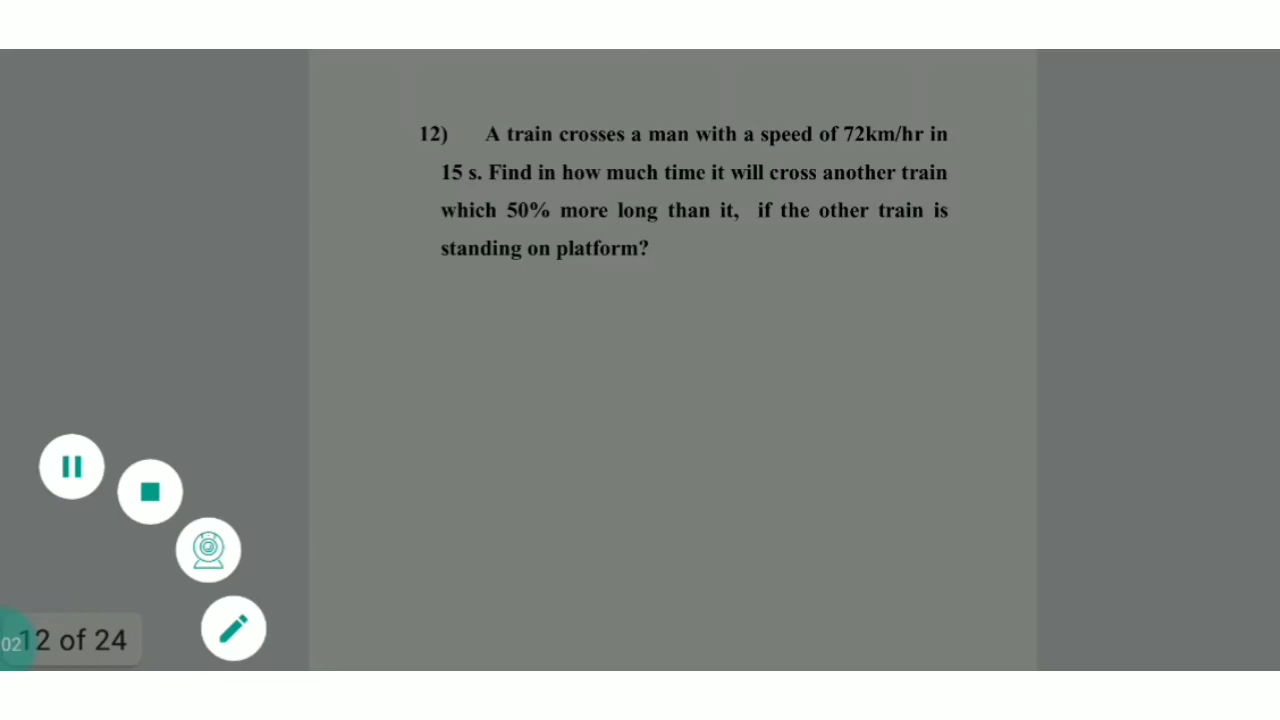 12) A train crosses a man with a speed of 72km/hr in
15 s. Find in how much time it will cross another train
which 50% more long than it, if the other train is
standing on platform?
02
12 of 24